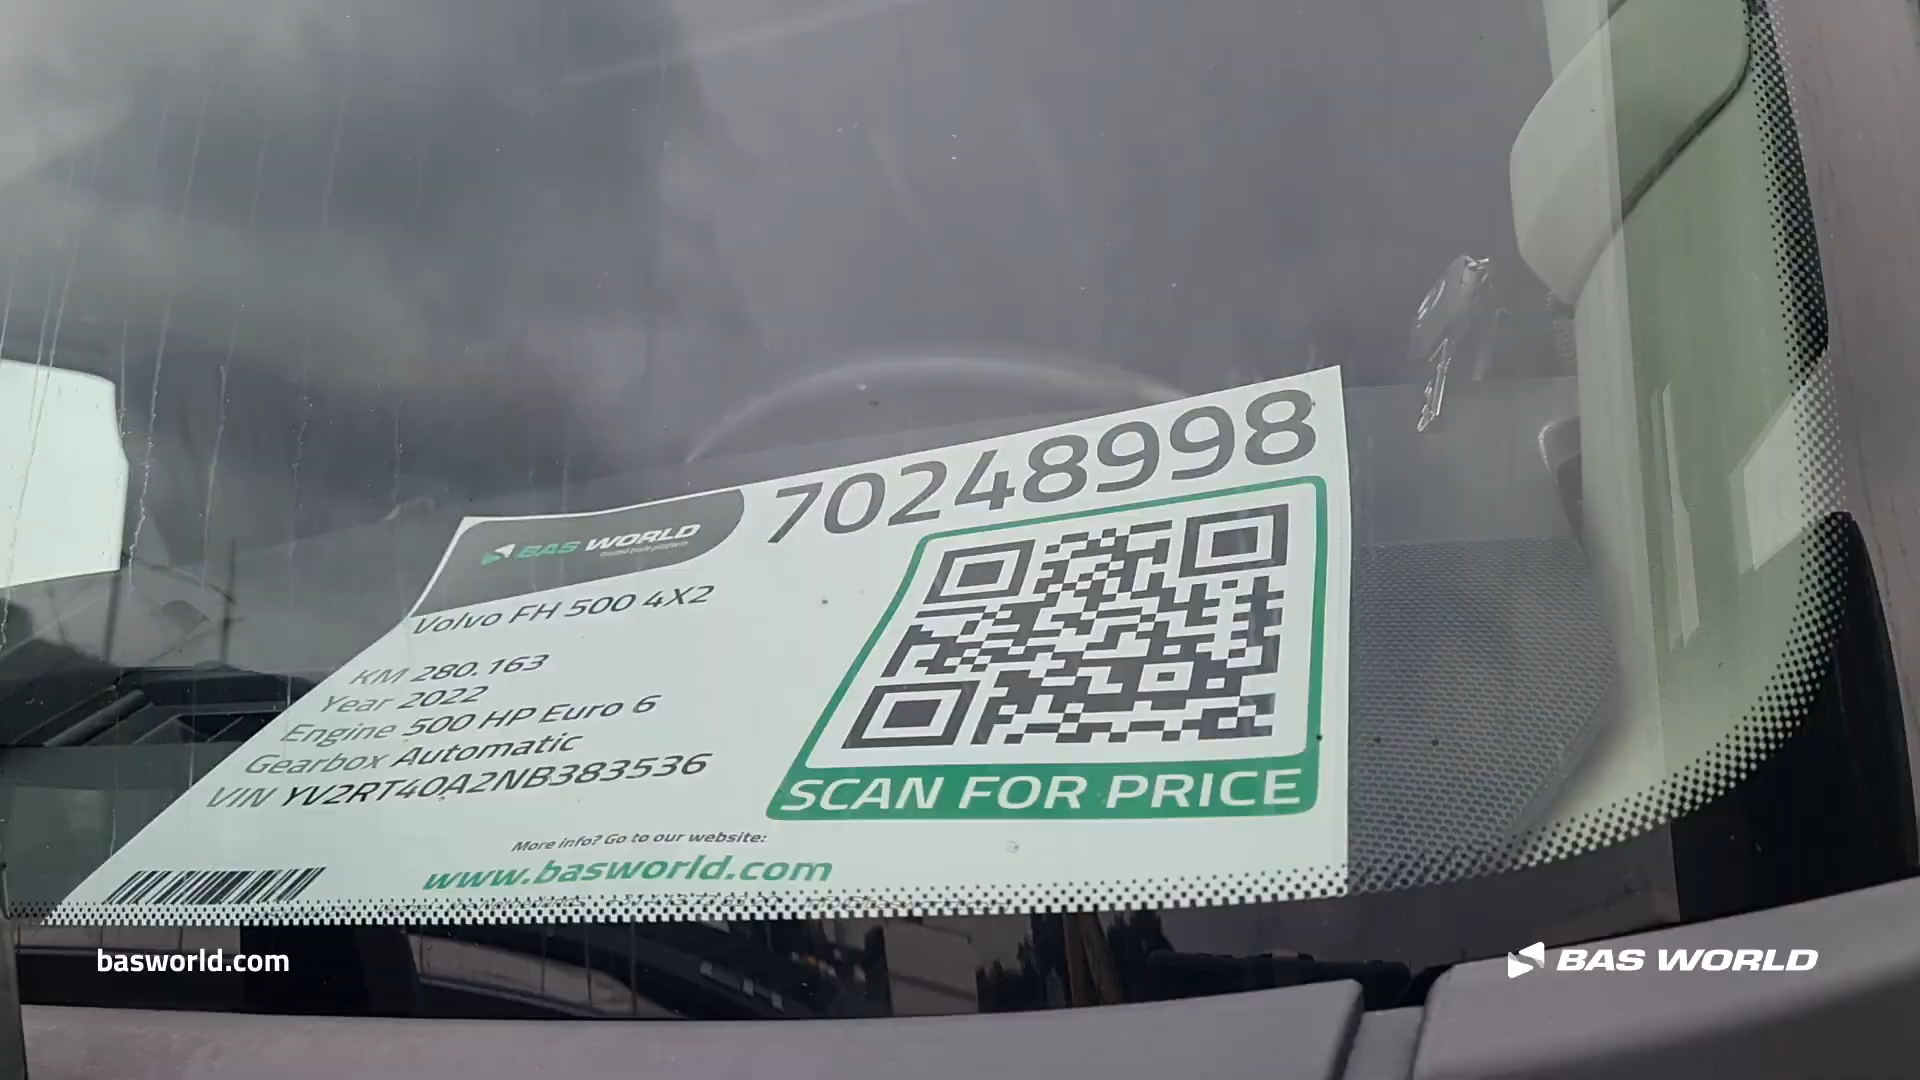 70248998
BAS WORLD
Volvo FH 500 4X2
KM 280.163
Year 2022
Engine 500 HP Euro 6
Gearbox Automatic
VIN YV2RT40A2NB383536
SCAN FOR PRICE
More info? Go to our website:
www.basworld.com
basworld.com
BAS WORLD